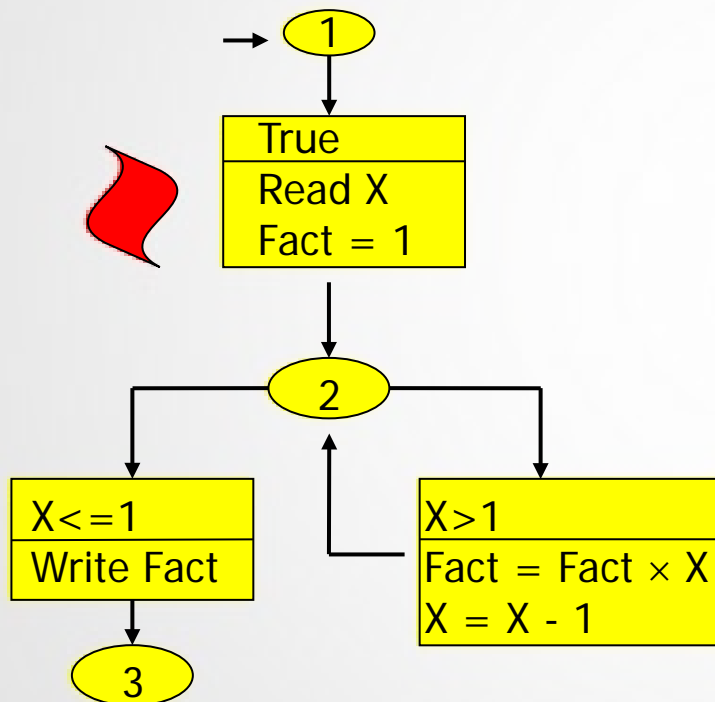 1
True
Read X
Fact = 1
2
X<=1
Write Fact
X>1
Fact = Fact × X
X = X - 1
3